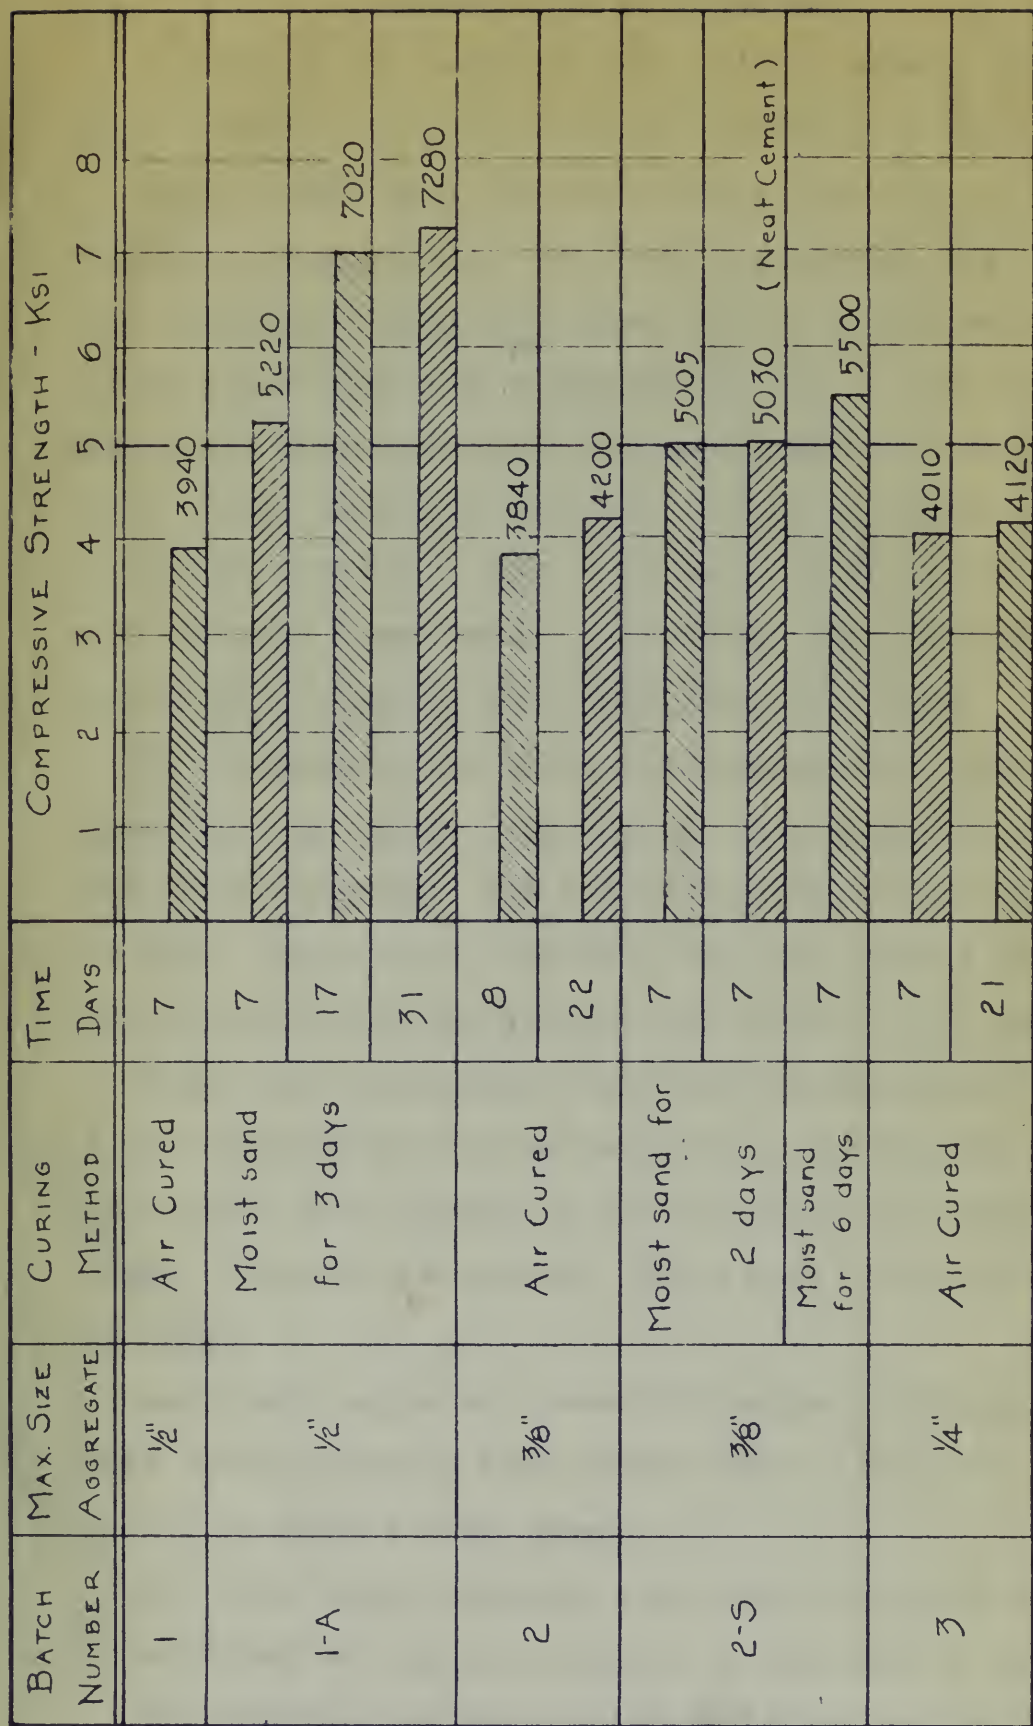 BATCH NUMBER
MAX. SIZE AGGREGATE
CURING METHOD
TIME DAYS
COMPRESSIVE STRENGTH - KSI
1 2 3 4 5 6 7 8
1
1/2"
Air Cured
7
3940
1-A
1/2"
Moist sand
for 3 days
7
5220
17
7020
31
7280
2
3/8"
Air Cured
8
3840
22
4200
2-S
3/8"
Moist sand for
2 days
7
5005
7
5030 (Neat Cement)
Moist sand
for 6 days
7
5500
3
1/4"
Air Cured
7
4010
21
4120